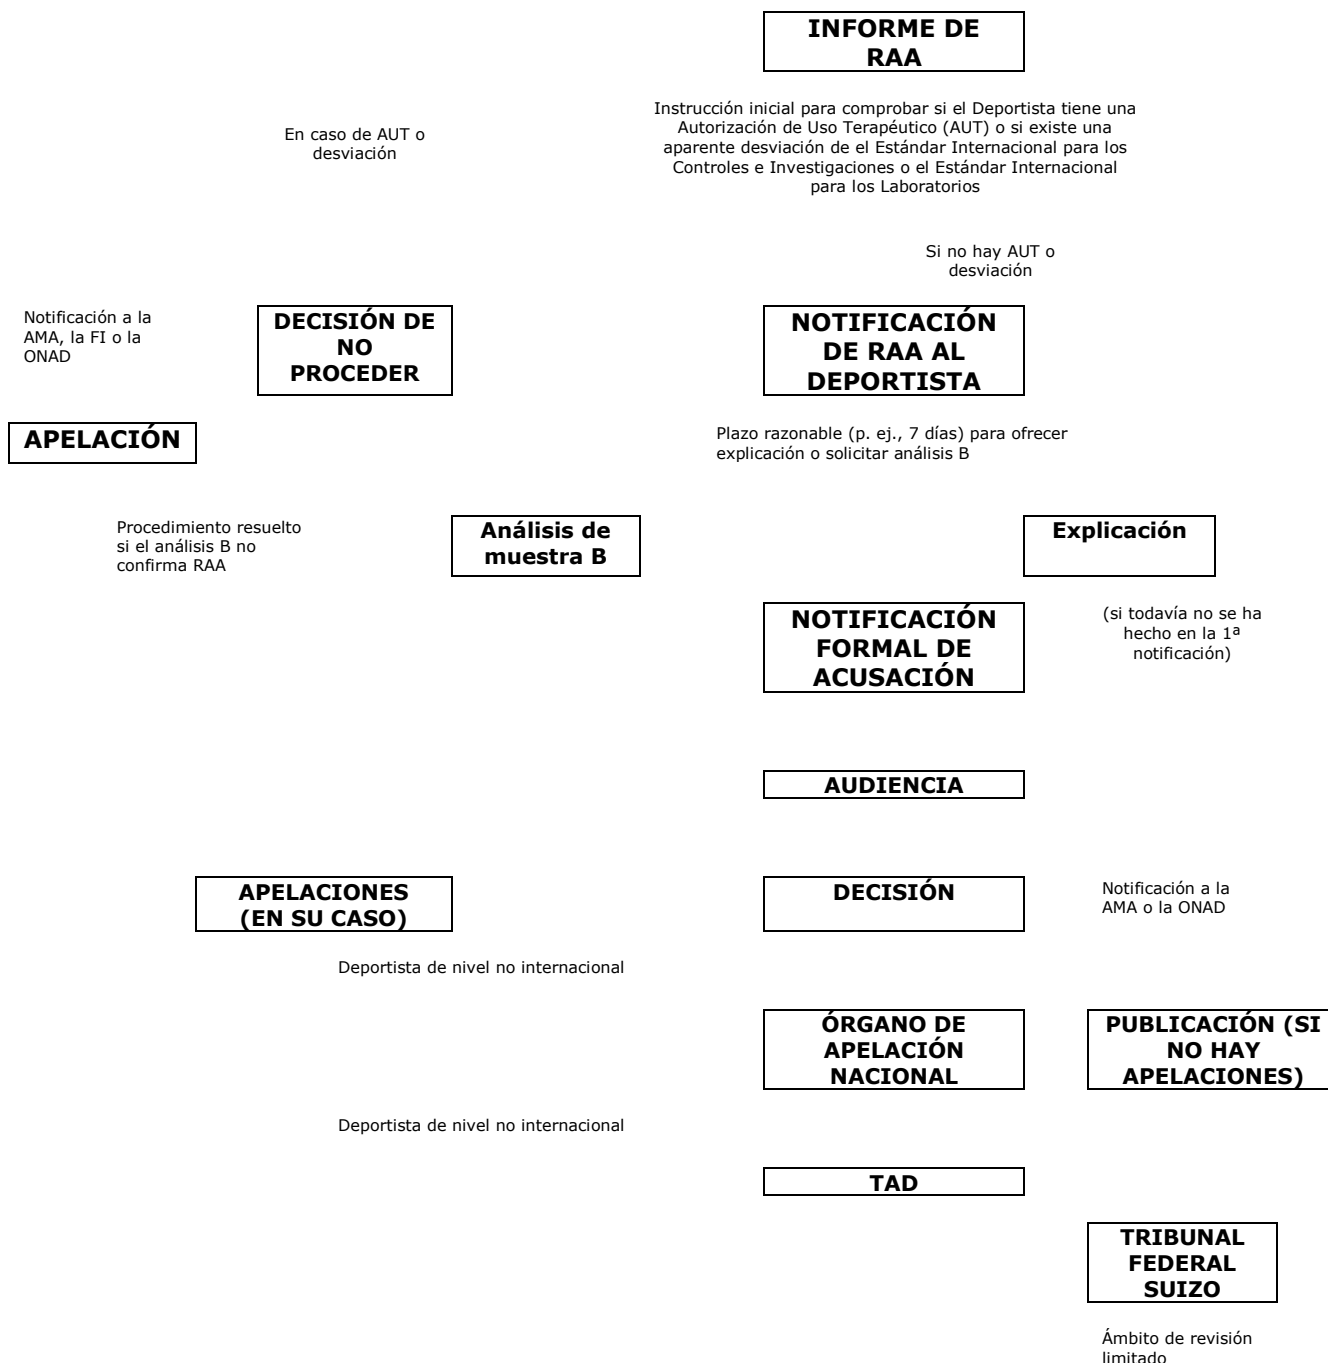 INFORME DE
RAA
Instrucción inicial para comprobar si el Deportista tiene una
Autorización de Uso Terapéutico (AUT) o si existe una
aparente desviación de el Estándar Internacional para los
Controles e Investigaciones o el Estándar Internacional
para los Laboratorios
En caso de AUT o
desviación
Si no hay AUT o
desviación
Notificación a la
AMA, la FI o la
ONAD
DECISIÓN DE
NO
PROCEDER
NOTIFICACIÓN
DE RAA AL
DEPORTISTA
APELACIÓN
Plazo razonable (p. ej., 7 días) para ofrecer
explicación o solicitar análisis B
Procedimiento resuelto
si el análisis B no
confirma RAA
Análisis de
muestra B
Explicación
NOTIFICACIÓN
FORMAL DE
ACUSACIÓN
(si todavía no se ha
hecho en la 1ª
notificación)
AUDIENCIA
APELACIONES
(EN SU CASO)
DECISIÓN
Notificación a la
AMA o la ONAD
Deportista de nivel no internacional
ÓRGANO DE
APELACIÓN
NACIONAL
PUBLICACIÓN (SI
NO HAY
APELACIONES)
Deportista de nivel no internacional
TAD
TRIBUNAL
FEDERAL
SUIZO
Ámbito de revisión
limitado